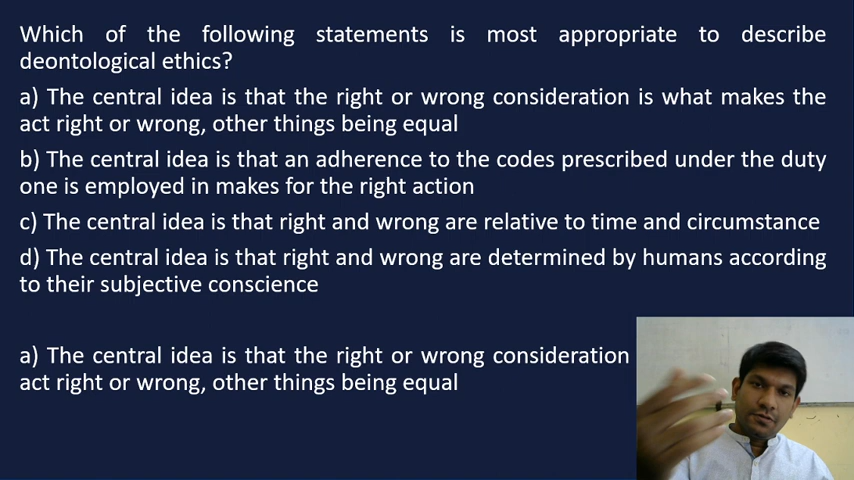 Which of the following statements is most appropriate to describe
deontological ethics?
a) The central idea is that the right or wrong consideration is what makes the
act right or wrong, other things being equal
b) The central idea is that an adherence to the codes prescribed under the duty
one is employed in makes for the right action
c) The central idea is that right and wrong are relative to time and circumstance
d) The central idea is that right and wrong are determined by humans according
to their subjective conscience
a) The central idea is that the right or wrong consideration
act right or wrong, other things being equal